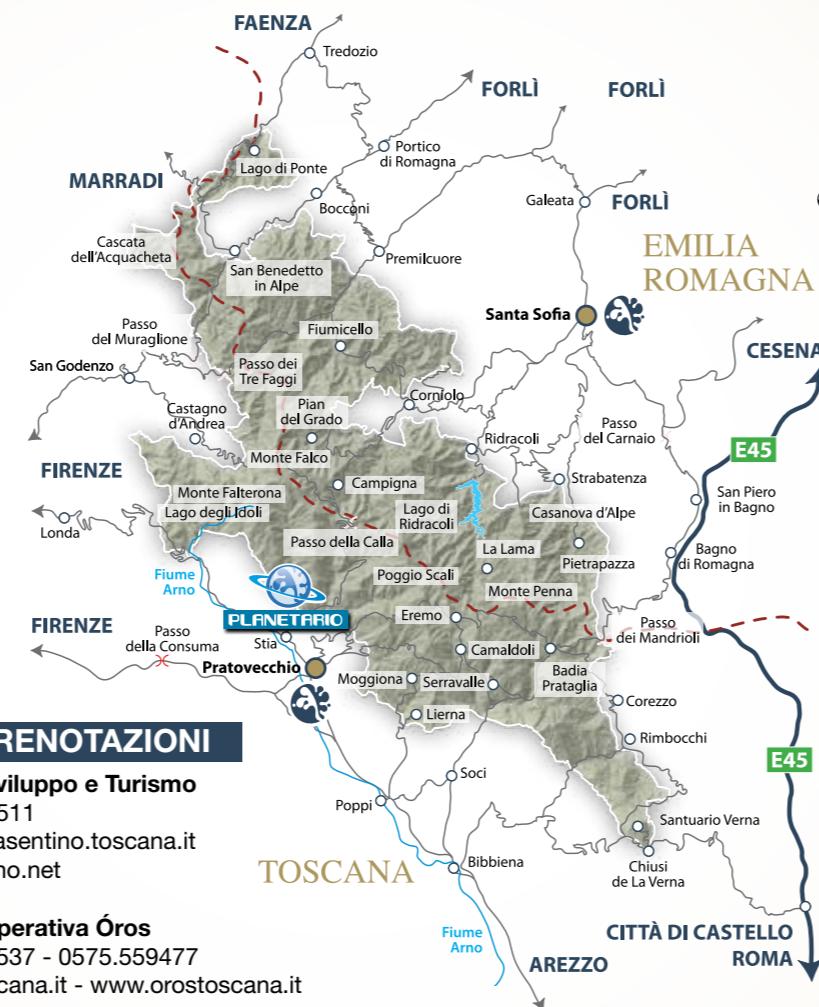 FAENZA
Tredozio
FORLÌ
FORLÌ
Portico
di Romagna
Lago di Ponte
MARRADI
Bocconi
Galeata
FORLÌ
Cascata
dell'Acquacheta
San Benedetto
in Alpe
Premilcuore
EMILIA
ROMAGNA
Passo
del Muraglione
Fiumicello
Santa Sofia
CESENA
San Godenzo
Passo dei
Tre Faggi
Castagno
d'Andrea
Pian
del Grado
Corniolo
Passo
del Carnaio
E45
Monte Falco
Ridracoli
FIRENZE
Campigna
Strabatenza
San Piero
in Bagno
Monte Falterona
Lago degli Idoli
Lago di
Ridracoli
Casanova d'Alpe
Londa
Passo della Calla
La Lama
Pietrapazza
Bagno
di Romagna
Fiume
Arno
Poggio Scali
Monte Penna
PLANETARIO
Eremo
FIRENZE
Passo
della Consuma
Stia
Passo
dei Mandrioli
Camaldoli
Pratovecchio
Moggiona
Serravalle
Badia
Prataglia
Corezzo
Lierna
Rimbocchi
RENOTAZIONI
E45
viluppo e Turismo
511
asentino.toscana.it
no.net
Soci
Poppi
Santuario Verna
TOSCANA
Bibbiena
Chiusi
de La Verna
perativa Óros
537 - 0575.559477
cana.it - www.orostoscana.it
Fiume
Arno
AREZZO
CITTÀ DI CASTELLO
ROMA